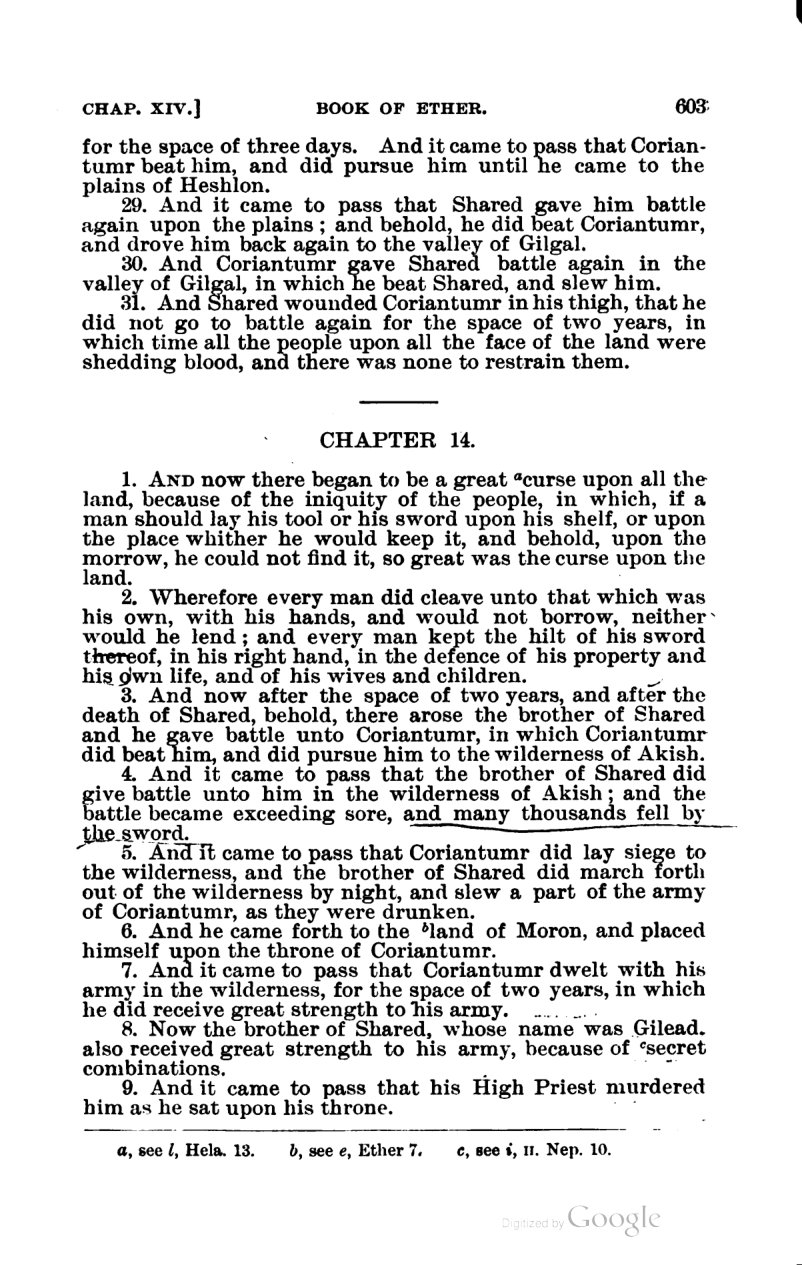 CHAP. XIV.] BOOK OF ETHER. 603
for the space of three days. And it came to pass that Corian-
tumr beat him, and did pursue him until he came to the
plains of Heshlon.
29. And it came to pass that Shared gave him battle
again upon the plains; and behold, he did beat Coriantumr,
and drove him back again to the valley of Gilgal.
30. And Coriantumr gave Shared battle again in the
valley of Gilgal, in which he beat Shared, and slew him.
31. And Shared wounded Coriantumr in his thigh, that he
did not go to battle again for the space of two years, in
which time all the people upon all the face of the land were
shedding blood, and there was none to restrain them.
CHAPTER 14.
1. AND now there began to be a great acurse upon all the
land, because of the iniquity of the people, in which, if a
man should lay his tool or his sword upon his shelf, or upon
the place whither he would keep it, and behold, upon the
morrow, he could not find it, so great was the curse upon the
land.
2. Wherefore every man did cleave unto that which was
his own, with his hands, and would not borrow, neither
would he lend; and every man kept the hilt of his sword
thereof, in his right hand, in the defence of his property and
his own life, and of his wives and children.
3. And now after the space of two years, and after the
death of Shared, behold, there arose the brother of Shared
and he gave battle unto Coriantumr, in which Coriantumr
did beat him, and did pursue him to the wilderness of Akish.
4. And it came to pass that the brother of Shared did
give battle unto him in the wilderness of Akish; and the
battle became exceeding sore, and many thousands fell by
the sword.
5. And it came to pass that Coriantumr did lay siege to
the wilderness, and the brother of Shared did march forth
out of the wilderness by night, and slew a part of the army
of Coriantumr, as they were drunken.
6. And he came forth to the bland of Moron, and placed
himself upon the throne of Coriantumr.
7. And it came to pass that Coriantumr dwelt with his
army in the wilderness, for the space of two years, in which
he did receive great strength to his army.
8. Now the brother of Shared, whose name was Gilead.
also received great strength to his army, because of csecret
combinations.
9. And it came to pass that his High Priest murdered
him as he sat upon his throne.
a, see l, Hela. 13. b, see e, Ether 7. c, see i, II. Nep. 10.
Digitized by Google